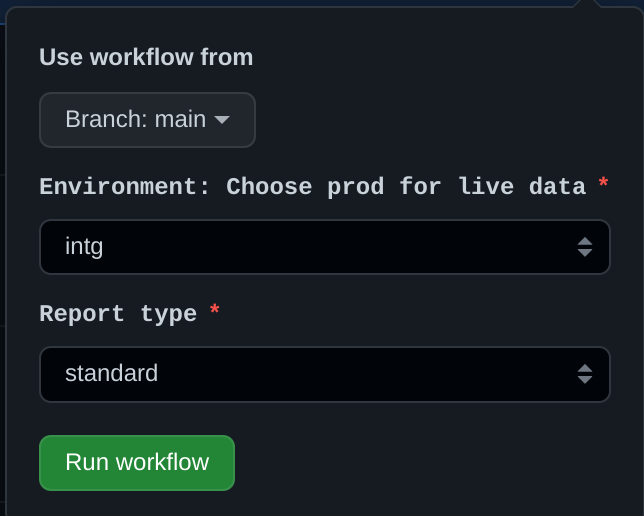 Use workflow from
Branch: main
Environment: Choose prod for live data *
intg
Report type *
standard
Run workflow